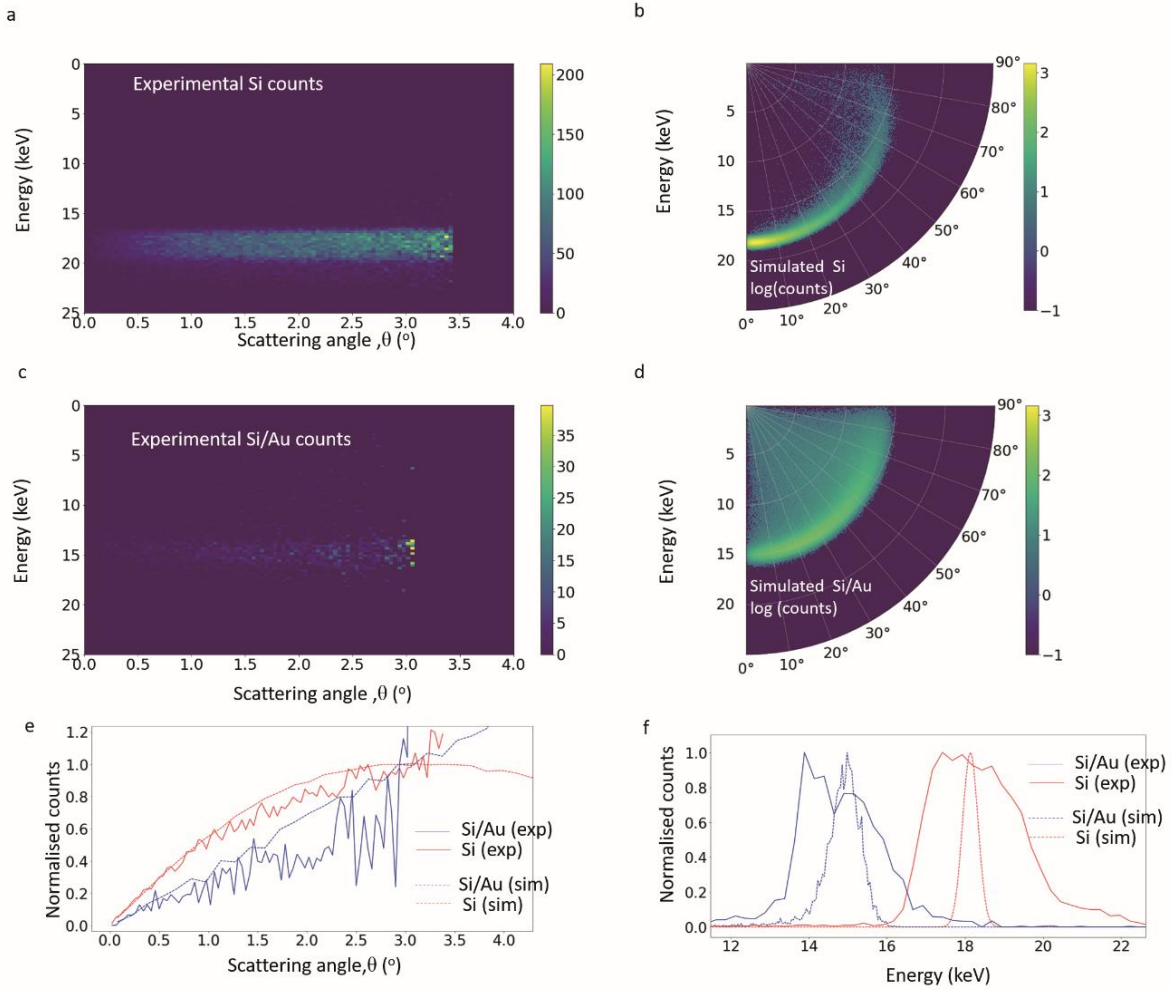 a
Experimental Si counts
0
5
10
15
20
25
Energy (keV)
0.0 0.5 1.0 1.5 2.0 2.5 3.0 3.5 4.0
Scattering angle ,θ (°)
200
150
100
50
0
b
Energy (keV)
5
10
15
20
Simulated Si
log(counts)
0° 10° 20° 30° 40° 50° 60° 70° 80° 90°
3
2
1
0
−1
c
Experimental Si/Au counts
0
5
10
15
20
25
Energy (keV)
0.0 0.5 1.0 1.5 2.0 2.5 3.0 3.5 4.0
Scattering angle ,θ (°)
35
30
25
20
15
10
5
0
d
Energy (keV)
5
10
15
20
Simulated Si/Au
log (counts)
0° 10° 20° 30° 40° 50° 60° 70° 80° 90°
3
2
1
0
−1
e
Normalised counts
1.2
1.0
0.8
0.6
0.4
0.2
0.0
0.0 0.5 1.0 1.5 2.0 2.5 3.0 3.5 4.0
Scattering angle,θ (°)
Si/Au (exp)
Si (exp)
Si/Au (sim)
Si (sim)
f
Normalised counts
1.0
0.8
0.6
0.4
0.2
0.0
12 14 16 18 20 22
Energy (keV)
Si/Au (exp)
Si (exp)
Si/Au (sim)
Si (sim)